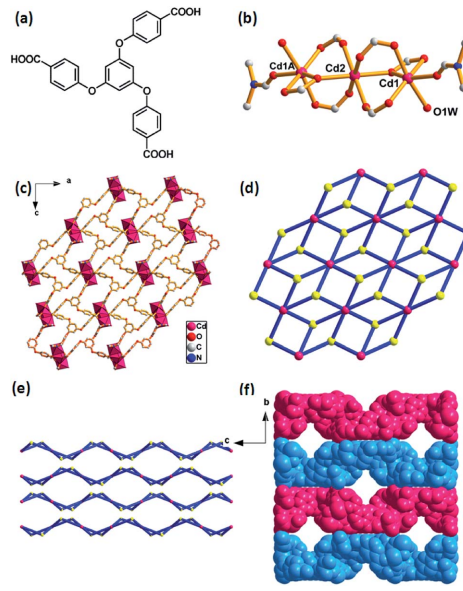 (a)
COOH
HOOC
O
O
O
COOH
(b)
Cd1A
Cd2
Cd1
O1W
(c)
a
c
Cd
O
C
N
(d)
(e)
c
b
(f)